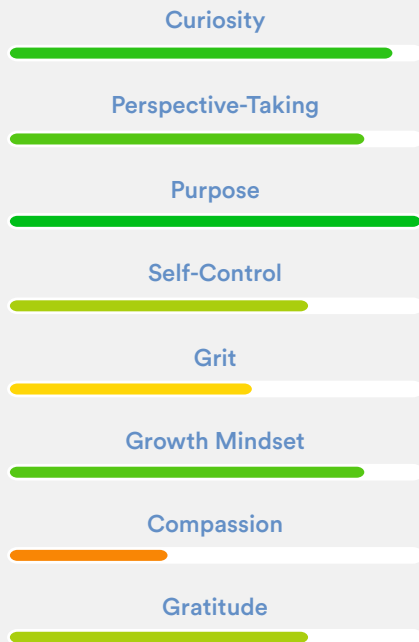 Curiosity
Perspective-Taking
Purpose
Self-Control
Grit
Growth Mindset
Compassion
Gratitude